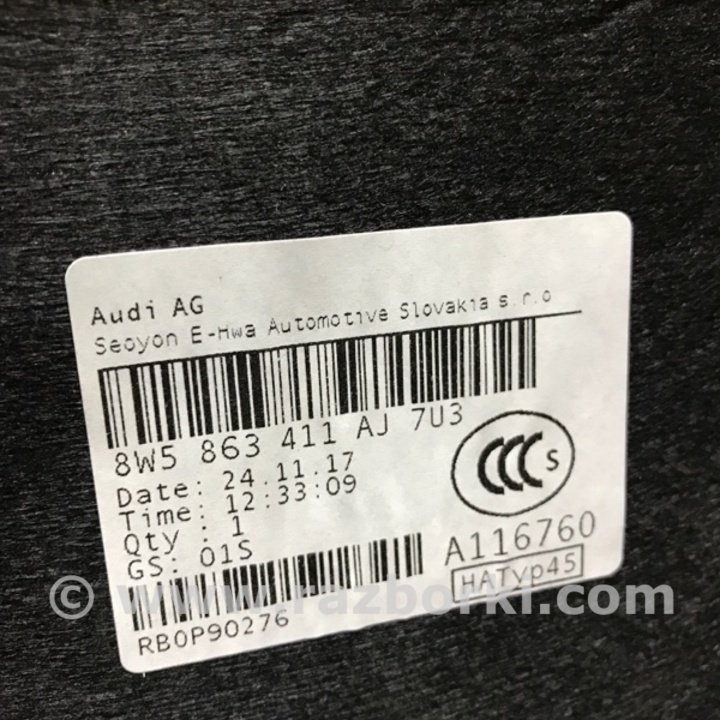 Audi AG
Seoyon E-Hwa Automotive Slovakia s.r.o
8W5 863 411 AJ 7U3
Date: 24.11.17
Time: 12:33:09
Qty : 1
GS: 01S
CCC S
A116760
HATyp45
RB0P90276
© www.razborki.com